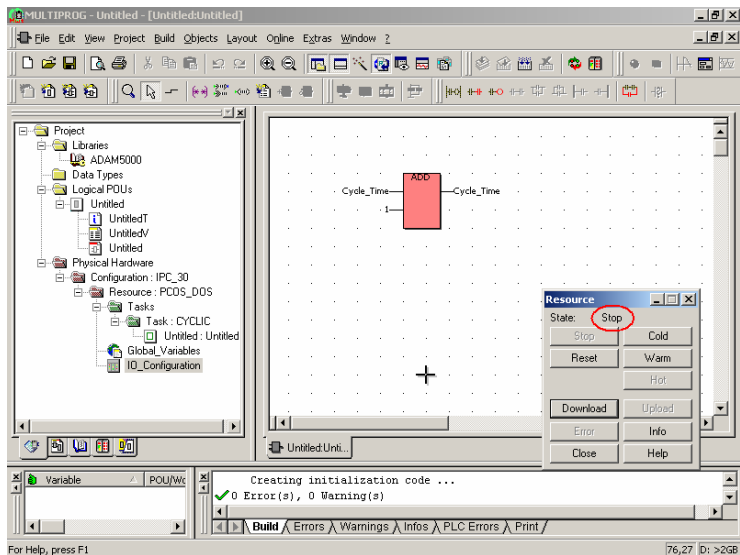 MULTIPROG - Untitled - [Untitled:Untitled]
File Edit View Project Build Objects Layout Online Extras Window ?
Project
Libraries
ADAM5000
Data Types
Logical POUs
Untitled
UntitledT
UntitledV
Untitled
Physical Hardware
Configuration : IPC_30
Resource : PCOS_DOS
Tasks
Task : CYCLIC
Untitled : Untitled
Global_Variables
IO_Configuration
ADD
Cycle_Time
Cycle_Time
1
Resource
State: Stop
Stop Cold
Reset Warm
Hot
Download Upload
Error Info
Close Help
Untitled:Unti...
Variable POU/Wo
Creating initialization code ...
0 Error(s), 0 Warning(s)
Build Errors Warnings Infos PLC Errors Print
For Help, press F1
76,27 D: >2GB